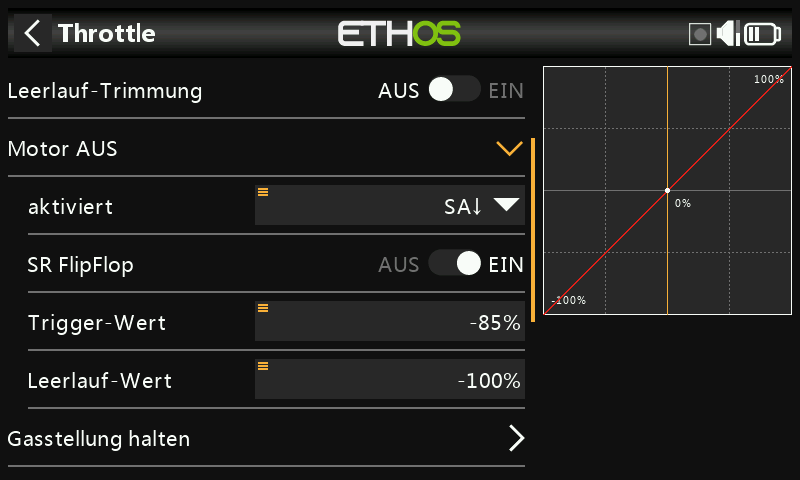 Throttle
ETHOS
Leerlauf-Trimmung AUS EIN
Motor AUS
aktiviert SA↓
SR FlipFlop AUS EIN
Trigger-Wert -85%
Leerlauf-Wert -100%
Gasstellung halten
100%
0%
-100%